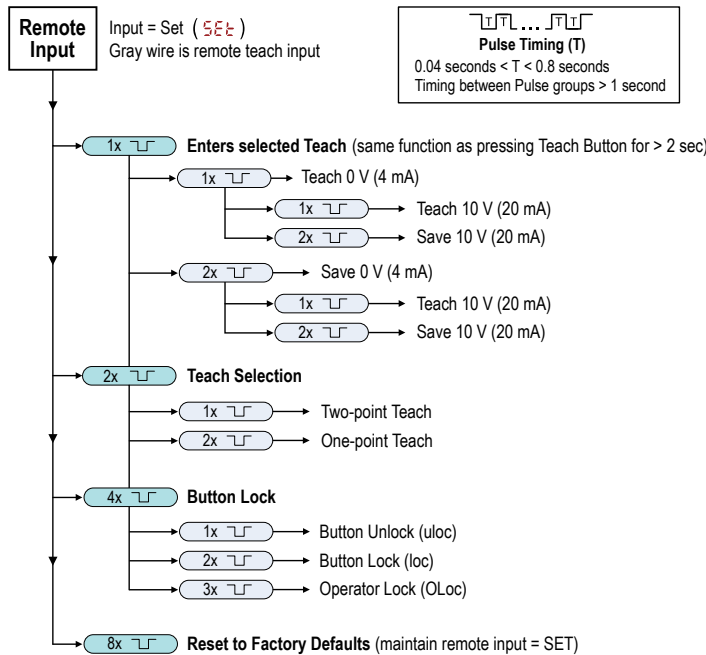 Remote
Input
Input = Set ( SEt )
Gray wire is remote teach input
T T ... T T
Pulse Timing (T)
0.04 seconds < T < 0.8 seconds
Timing between Pulse groups > 1 second
1x Enters selected Teach (same function as pressing Teach Button for > 2 sec)
1x Teach 0 V (4 mA)
1x Teach 10 V (20 mA)
2x Save 10 V (20 mA)
2x Save 0 V (4 mA)
1x Teach 10 V (20 mA)
2x Save 10 V (20 mA)
2x Teach Selection
1x Two-point Teach
2x One-point Teach
4x Button Lock
1x Button Unlock (uloc)
2x Button Lock (loc)
3x Operator Lock (OLoc)
8x Reset to Factory Defaults (maintain remote input = SET)